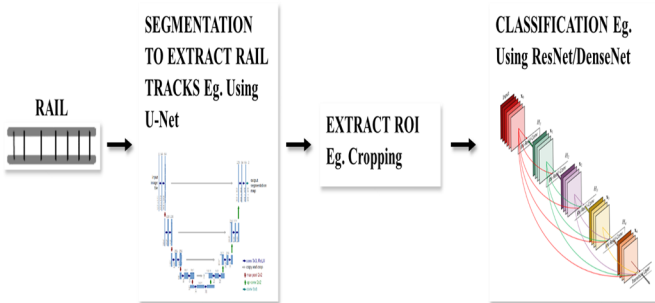 RAIL
SEGMENTATION
TO EXTRACT RAIL
TRACKS Eg. Using
U-Net
EXTRACT ROI
Eg. Cropping
CLASSIFICATION Eg.
Using ResNet/DenseNet